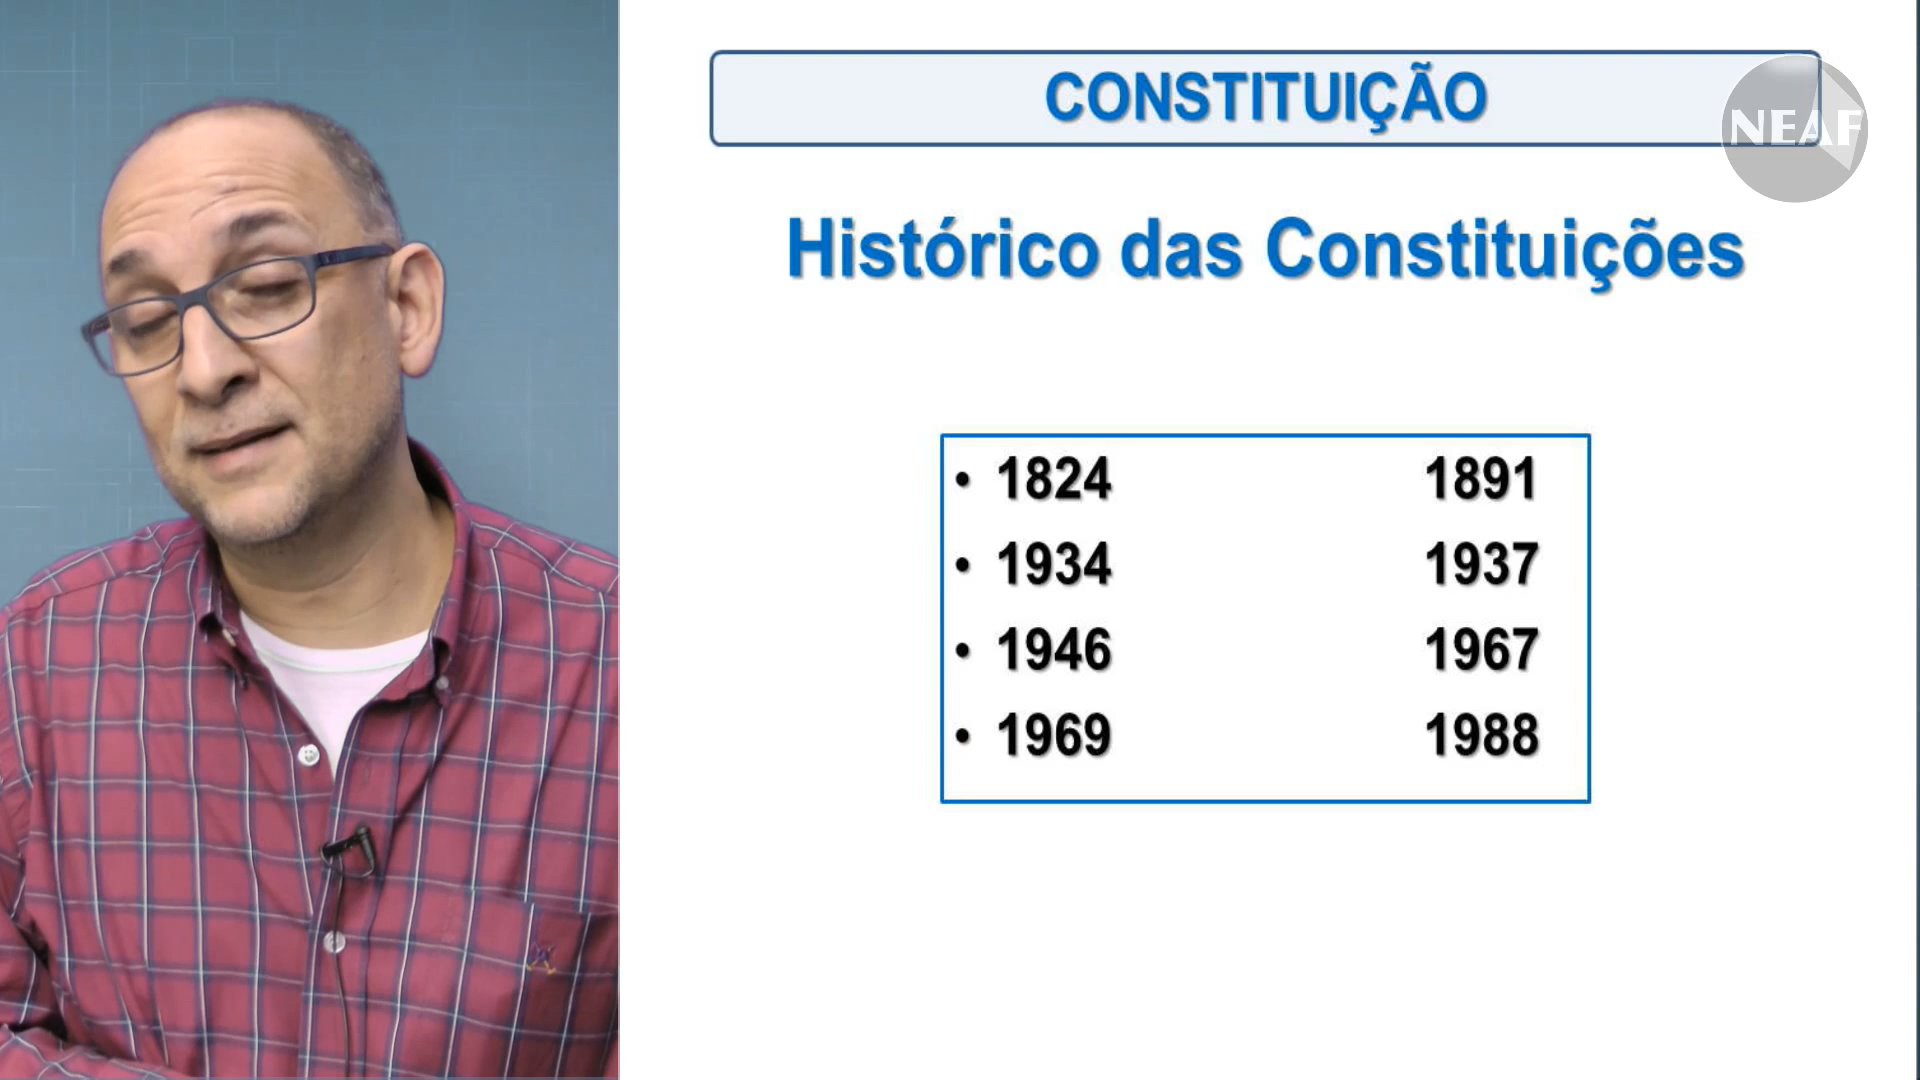 CONSTITUIÇÃO
NEAF
Histórico das Constituições
• 1824 1891
• 1934 1937
• 1946 1967
• 1969 1988